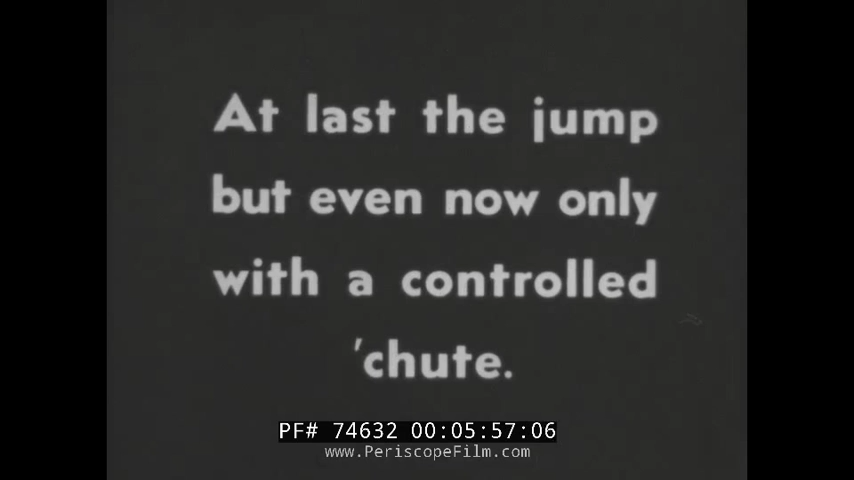 At last the jump
but even now only
with a controlled
'chute.
PF# 74632 00:05:57:06
www.PeriscopeFilm.com